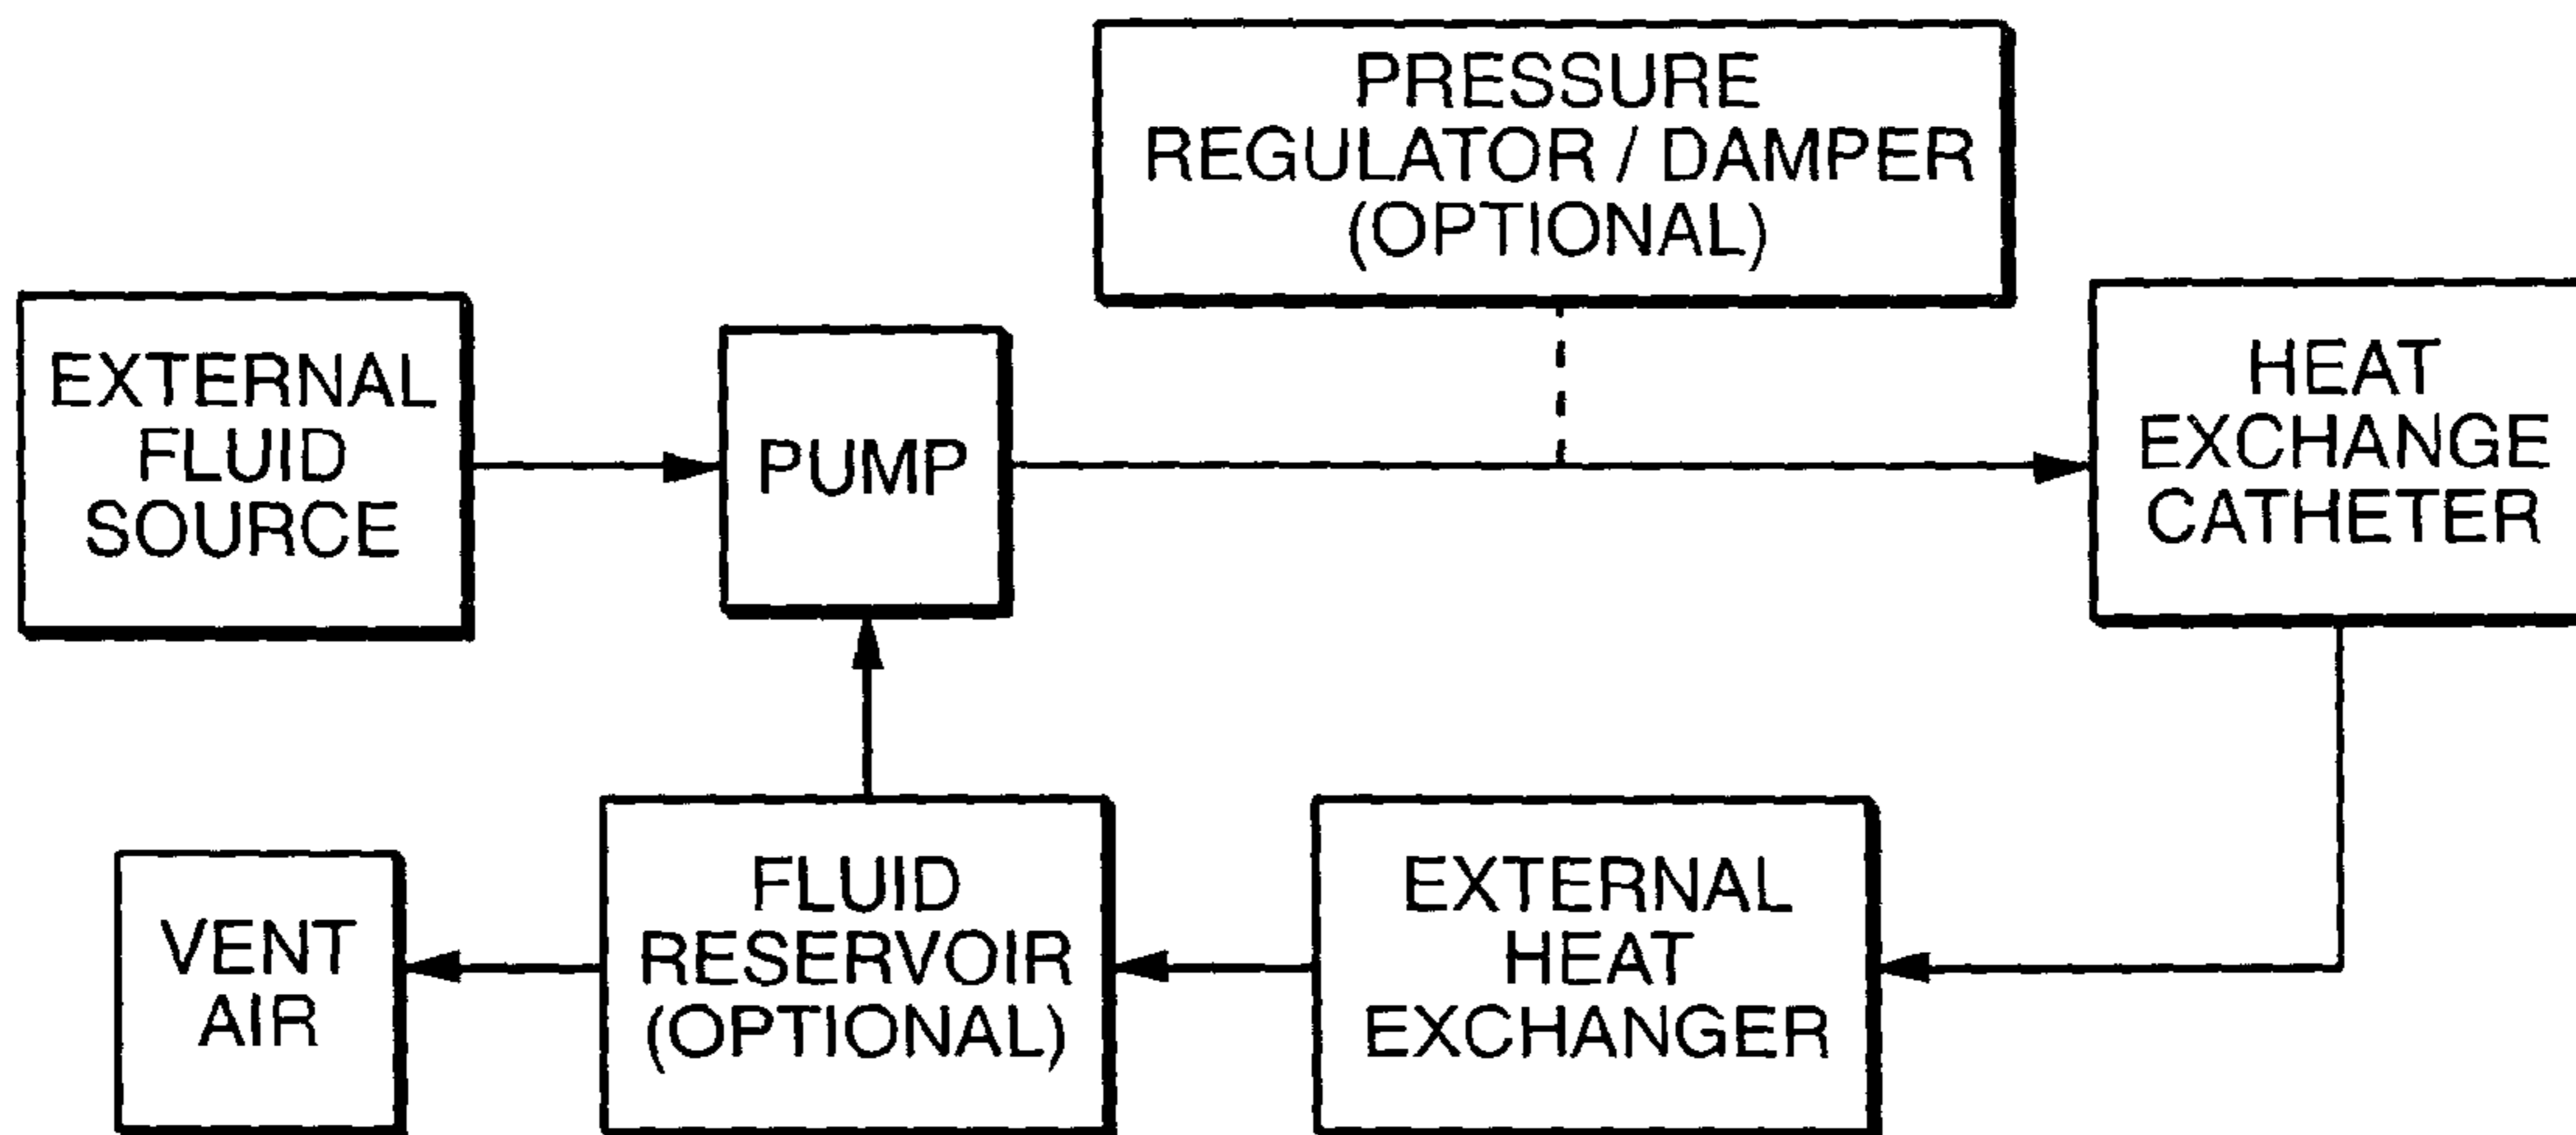 PRESSURE
REGULATOR / DAMPER
(OPTIONAL)
EXTERNAL
FLUID
SOURCE
PUMP
HEAT
EXCHANGE
CATHETER
VENT
AIR
FLUID
RESERVOIR
(OPTIONAL)
EXTERNAL
HEAT
EXCHANGER